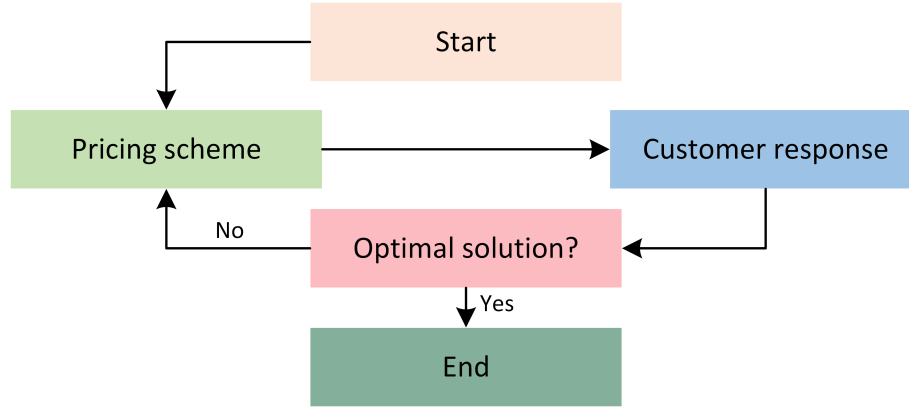 Start
Pricing scheme
Customer response
No
Optimal solution?
Yes
End